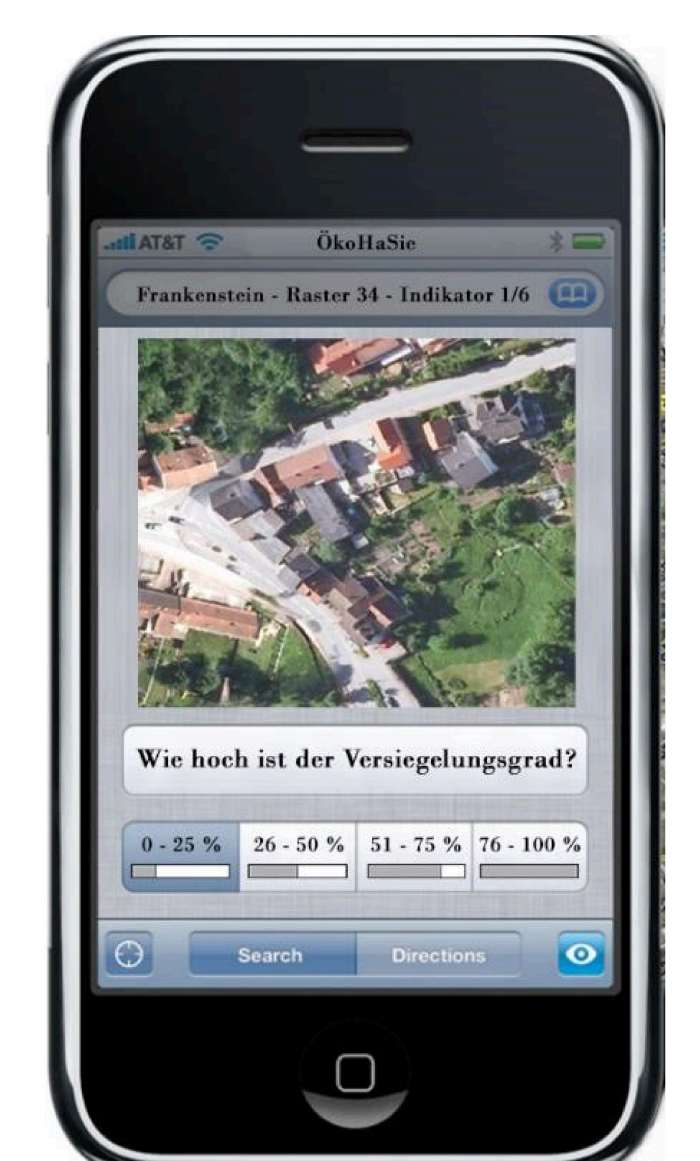 AT&T ÖkoHaSie
Frankenstein - Raster 34 - Indikator 1/6
Wie hoch ist der Versiegelungsgrad?
0 - 25 % 26 - 50 % 51 - 75 % 76 - 100 %
Search Directions